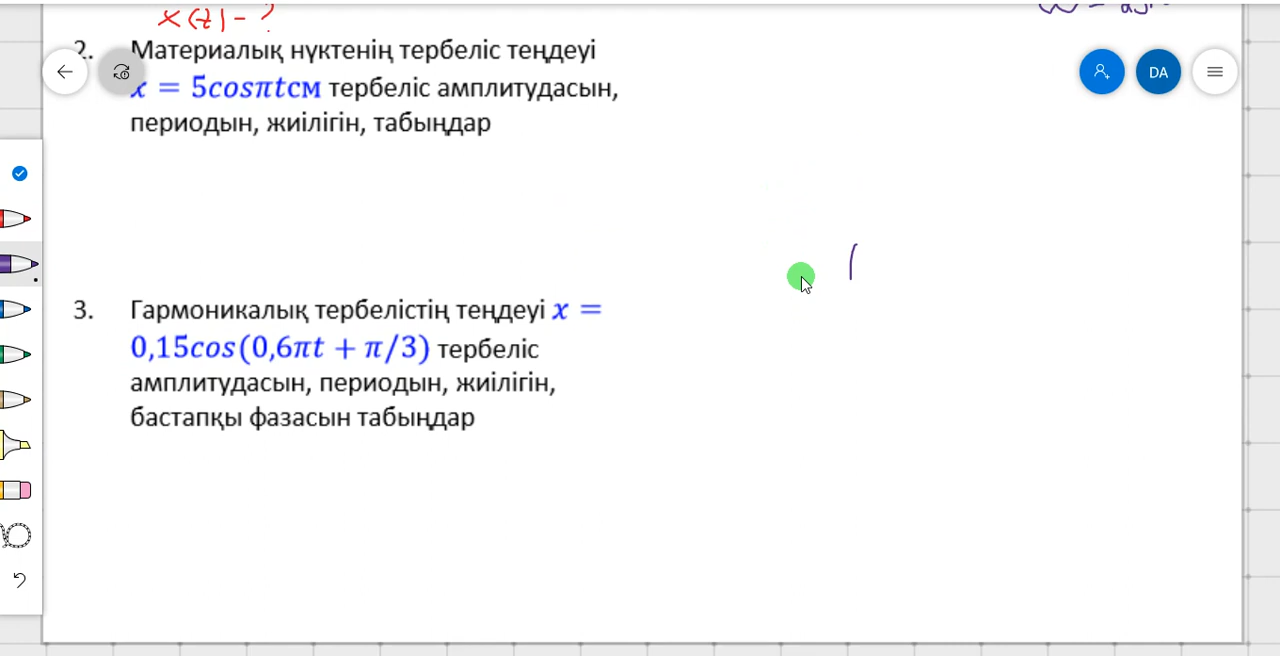 x(t) - ?
2. Материалық нүктенің тербеліс теңдеуі
x = 5cosπtсм тербеліс амплитудасын,
периодын, жиілігін, табыңдар
DA
3. Гармоникалық тербелістің теңдеуі x =
0,15cos(0,6πt + π/3) тербеліс
амплитудасын, периодын, жиілігін,
бастапқы фазасын табыңдар